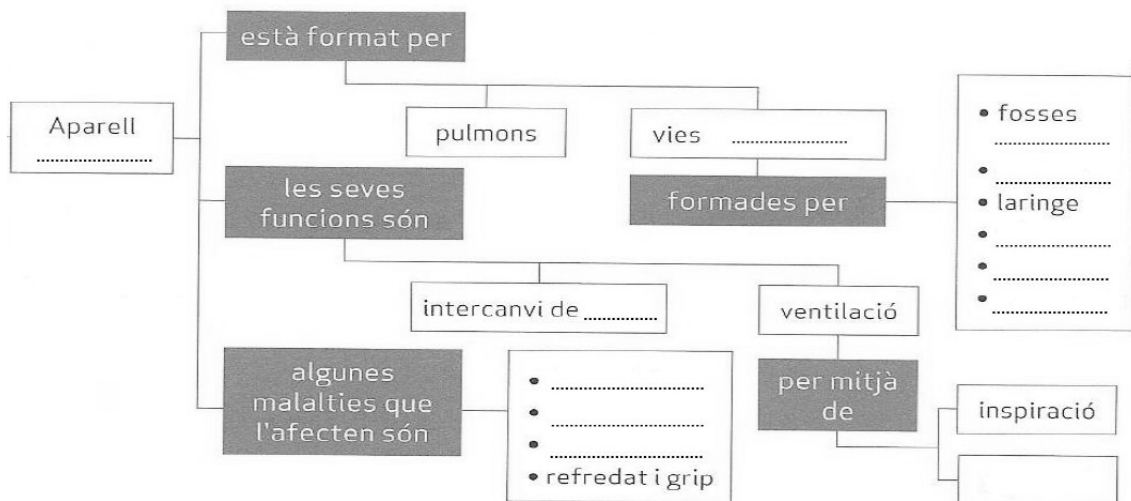 està format per
Aparell
....................
pulmons
vies ....................
• fosses
....................
• ....................
• laringe
• ....................
• ....................
• ....................
les seves
funcions són
formades per
intercanvi de ............
ventilació
algunes
malalties que
l'afecten són
• ....................
• ....................
• ....................
• refredat i grip
per mitjà
de
inspiració